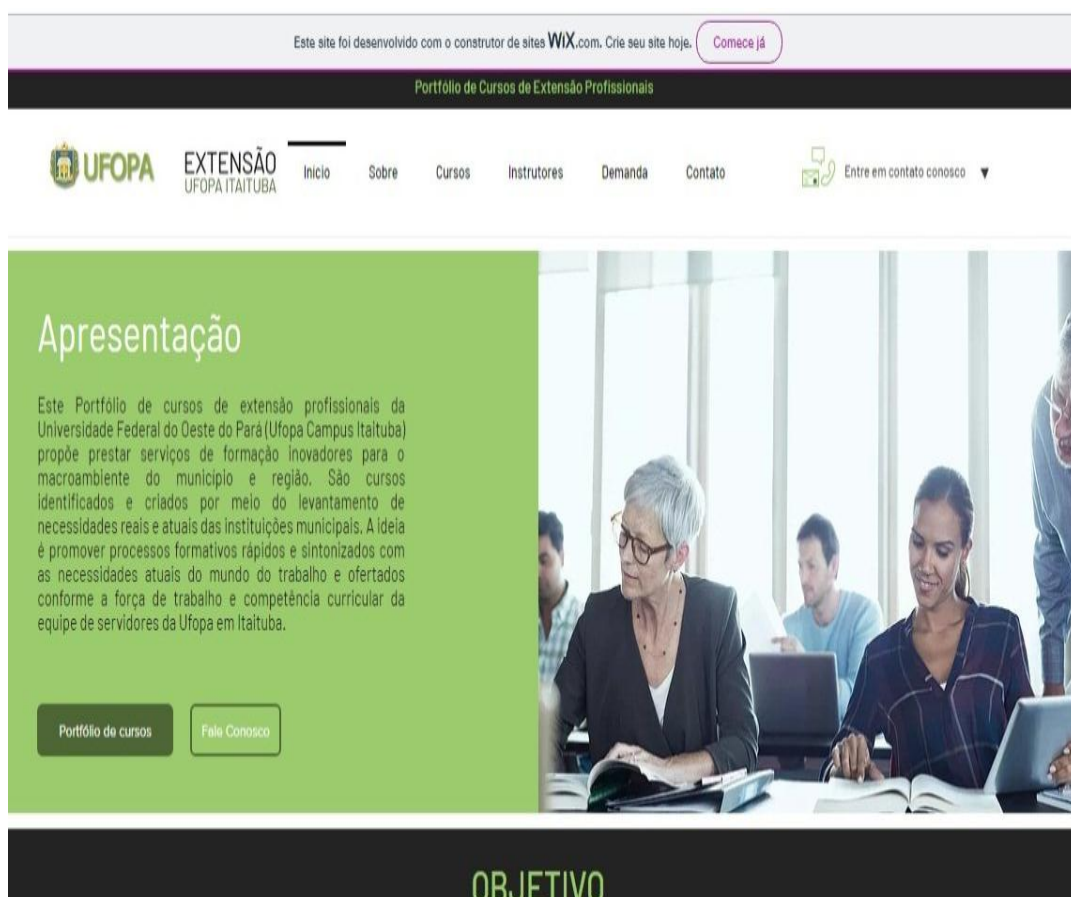 Este site foi desenvolvido com o construtor de sites WiX.com. Crie seu site hoje. Comece já
Portfólio de Cursos de Extensão Profissionais
UFOPA
EXTENSÃO
UFOPA ITAITUBA
Início Sobre Cursos Instrutores Demanda Contato
Entre em contato conosco ▼
Apresentação
Este Portfólio de cursos de extensão profissionais da
Universidade Federal do Oeste do Pará (Ufopa Campus Itaituba)
propõe prestar serviços de formação inovadores para o
macroambiente do município e região. São cursos
identificados e criados por meio do levantamento de
necessidades reais e atuais das instituições municipais. A ideia
é promover processos formativos rápidos e sintonizados com
as necessidades atuais do mundo do trabalho e ofertados
conforme a força de trabalho e competência curricular da
equipe de servidores da Ufopa em Itaituba.
Portfólio de cursos Fale Conosco
OBJETIVO